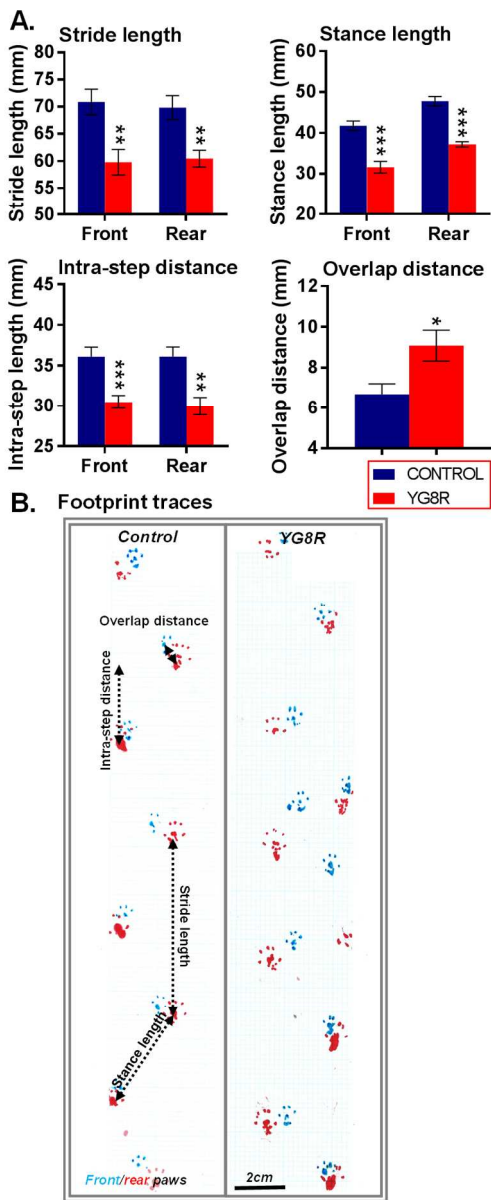 A.
Stride length
Stride length (mm)
80
75
70
65
60
55
50
**
**
Front Rear
Stance length
Stance length (mm)
60
50
40
30
20
***
***
Front Rear
Intra-step distance
Intra-step length (mm)
45
40
35
30
25
***
**
Front Rear
Overlap distance
Overlap distance (mm)
12
10
8
6
4
*
CONTROL
YG8R
B. Footprint traces
Control
YG8R
Overlap distance
Intra-step distance
Stride length
Stance length
Front/rear paws
2cm